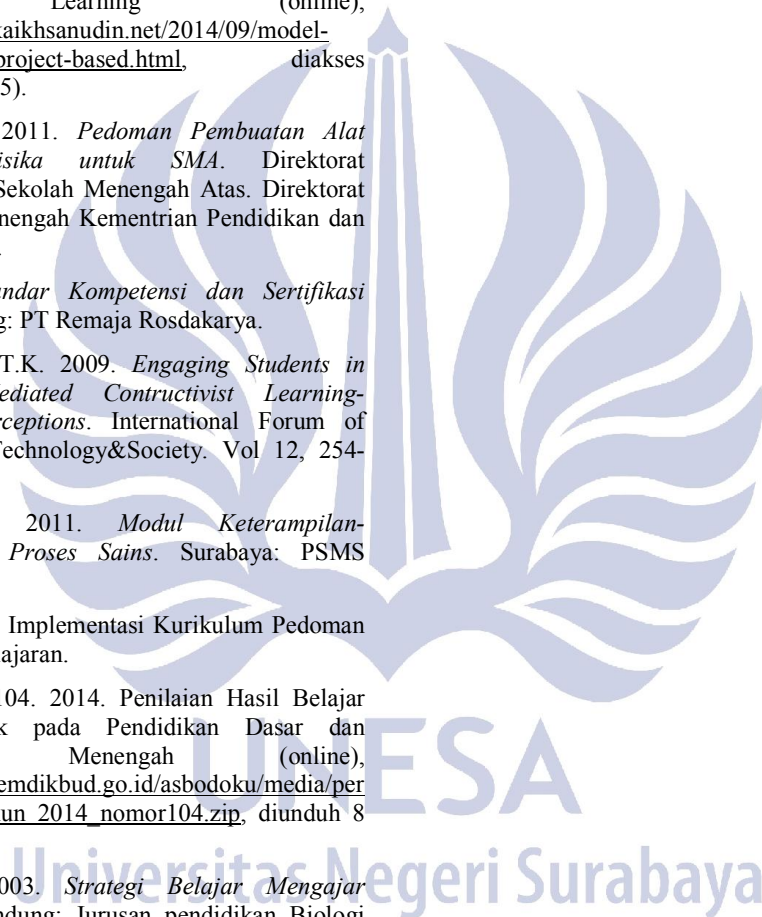 Learning (online),
kaikhsanudin.net/2014/09/model-
project-based.html, diakses
5).
2011. Pedoman Pembuatan Alat
isika untuk SMA. Direktorat
Sekolah Menengah Atas. Direktorat
nengah Kementrian Pendidikan dan
ndar Kompetensi dan Sertifikasi
g: PT Remaja Rosdakarya.
T.K. 2009. Engaging Students in
ediated Contructivist Learning-
rceptions. International Forum of
Technology&Society. Vol 12, 254-
2011. Modul Keterampilan-
Proses Sains. Surabaya: PSMS
Implementasi Kurikulum Pedoman
ajaran.
104. 2014. Penilaian Hasil Belajar
k pada Pendidikan Dasar dan
Menengah (online),
emdikbud.go.id/asbodoku/media/per
un_2014_nomor104.zip, diunduh 8
003. Strategi Belajar Mengajar
ndung: Jurusan pendidikan Biologi
UNESA
Universitas Negeri Surabaya